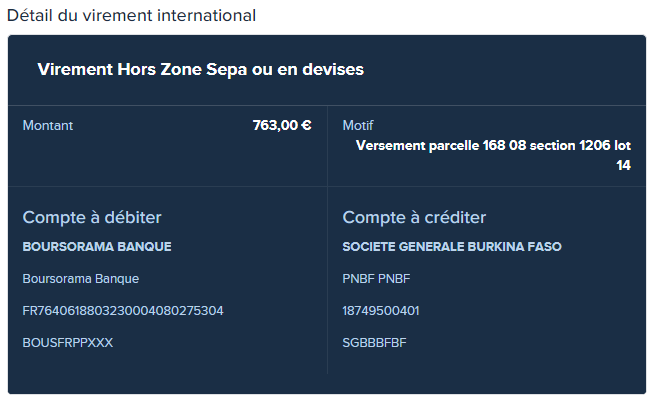 Détail du virement international
Virement Hors Zone Sepa ou en devises
Montant
763,00 €
Motif
Versement parcelle 168 08 section 1206 lot
14
Compte à débiter
BOURSORAMA BANQUE
Boursorama Banque
FR7640618803230004080275304
BOUSFRPPXXX
Compte à créditer
SOCIETE GENERALE BURKINA FASO
PNBF PNBF
18749500401
SGBBBFBF